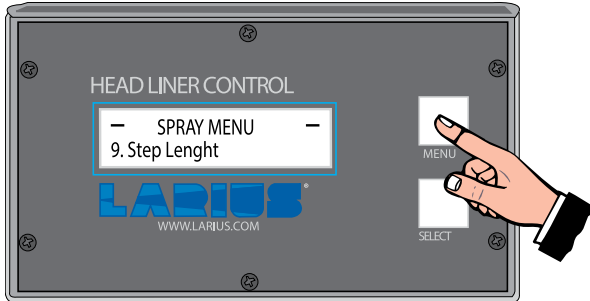 HEAD LINER CONTROL
– SPRAY MENU –
9. Step Lenght
MENU
LARIUS®
WWW.LARIUS.COM
SELECT